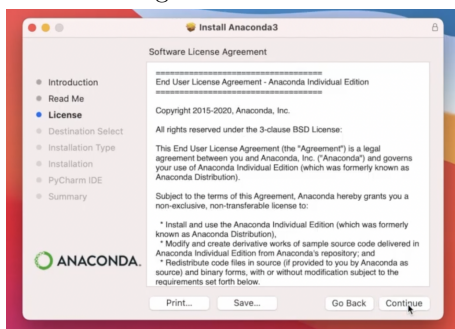 Install Anaconda3
Software License Agreement
Introduction
Read Me
License
Destination Select
Installation Type
Installation
PyCharm IDE
Summary
ANACONDA.
===================================
End User License Agreement - Anaconda Individual Edition
===================================
Copyright 2015-2020, Anaconda, Inc.
All rights reserved under the 3-clause BSD License:
This End User License Agreement (the "Agreement") is a legal
agreement between you and Anaconda, Inc. ("Anaconda") and governs
your use of Anaconda Individual Edition (which was formerly known as
Anaconda Distribution).
Subject to the terms of this Agreement, Anaconda hereby grants you a
non-exclusive, non-transferable license to:
* Install and use the Anaconda Individual Edition (which was formerly
known as Anaconda Distribution),
* Modify and create derivative works of sample source code delivered in
Anaconda Individual Edition from Anaconda's repository; and
* Redistribute code files in source (if provided to you by Anaconda as
source) and binary forms, with or without modification subject to the
requirements set forth below.
Print...
Save...
Go Back
Continue